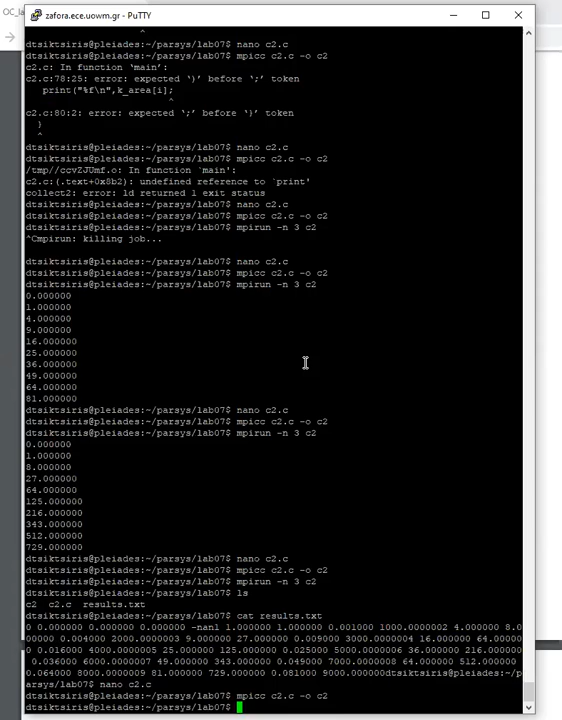 OC_la
zafora.ece.uowm.gr - PuTTY
^
dtsiktsiris@pleiades:~/parsys/lab07$ nano c2.c
dtsiktsiris@pleiades:~/parsys/lab07$ mpicc c2.c -o c2
c2.c: In function ‘main’:
c2.c:78:25: error: expected ‘)’ before ‘;’ token
print("%f\n",k_area[i];
^
c2.c:80:2: error: expected ‘;’ before ‘}’ token
}
^
dtsiktsiris@pleiades:~/parsys/lab07$ nano c2.c
dtsiktsiris@pleiades:~/parsys/lab07$ mpicc c2.c -o c2
/tmp//ccvZJUmf.o: In function `main':
c2.c:(.text+0x8b2): undefined reference to `print'
collect2: error: ld returned 1 exit status
dtsiktsiris@pleiades:~/parsys/lab07$ nano c2.c
dtsiktsiris@pleiades:~/parsys/lab07$ mpicc c2.c -o c2
dtsiktsiris@pleiades:~/parsys/lab07$ mpirun -n 3 c2
^Cmpirun: killing job...
dtsiktsiris@pleiades:~/parsys/lab07$ nano c2.c
dtsiktsiris@pleiades:~/parsys/lab07$ mpicc c2.c -o c2
dtsiktsiris@pleiades:~/parsys/lab07$ mpirun -n 3 c2
0.000000
1.000000
4.000000
9.000000
16.000000
25.000000
36.000000
49.000000
64.000000
81.000000
dtsiktsiris@pleiades:~/parsys/lab07$ nano c2.c
dtsiktsiris@pleiades:~/parsys/lab07$ mpicc c2.c -o c2
dtsiktsiris@pleiades:~/parsys/lab07$ mpirun -n 3 c2
0.000000
1.000000
8.000000
27.000000
64.000000
125.000000
216.000000
343.000000
512.000000
729.000000
dtsiktsiris@pleiades:~/parsys/lab07$ nano c2.c
dtsiktsiris@pleiades:~/parsys/lab07$ mpicc c2.c -o c2
dtsiktsiris@pleiades:~/parsys/lab07$ mpirun -n 3 c2
dtsiktsiris@pleiades:~/parsys/lab07$ ls
c2 c2.c results.txt
dtsiktsiris@pleiades:~/parsys/lab07$ cat results.txt
0 0.000000 0.000000 0.000000 -nan1 1.000000 1.000000 0.001000 1000.0000002 4.000000 8.0
00000 0.004000 2000.0000003 9.000000 27.000000 0.009000 3000.0000004 16.000000 64.00000
0 0.016000 4000.0000005 25.000000 125.000000 0.025000 5000.0000006 36.000000 216.000000
0.036000 6000.0000007 49.000000 343.000000 0.049000 7000.0000008 64.000000 512.000000
0.064000 8000.0000009 81.000000 729.000000 0.081000 9000.000000dtsiktsiris@pleiades:~/p
arsys/lab07$ nano c2.c
dtsiktsiris@pleiades:~/parsys/lab07$ mpicc c2.c -o c2
dtsiktsiris@pleiades:~/parsys/lab07$